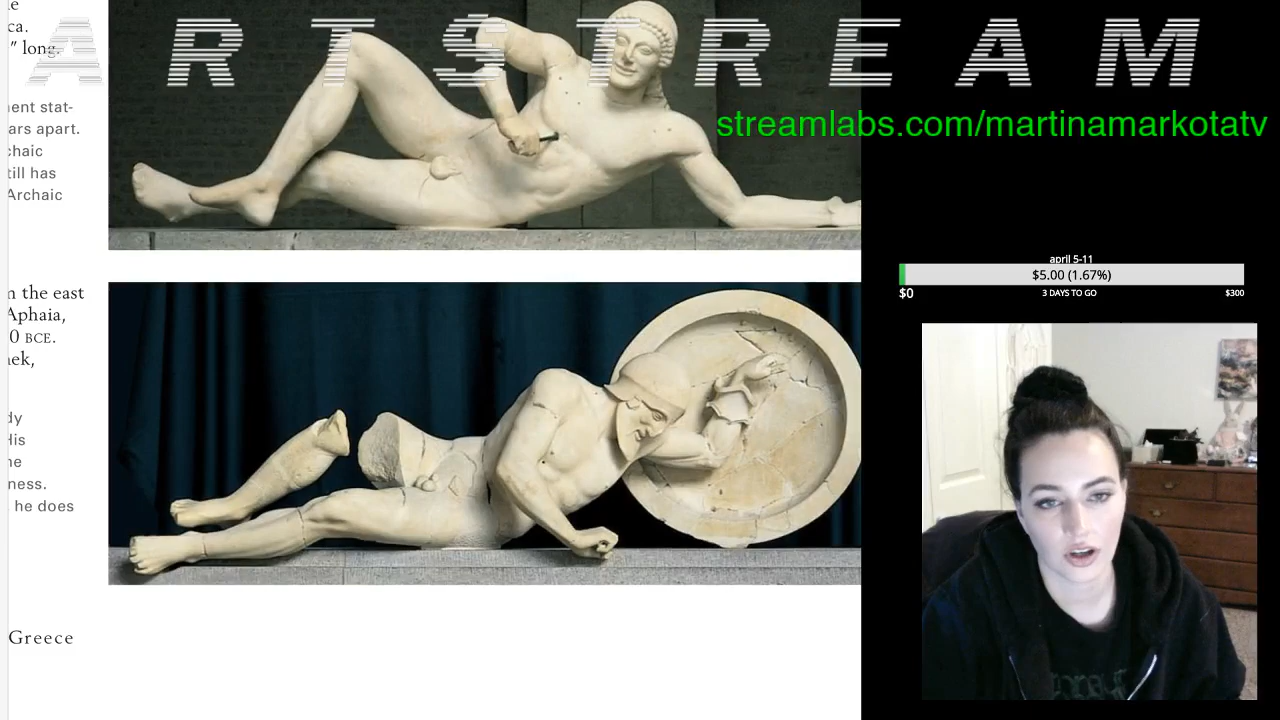 ARTSTREAM
streamlabs.com/martinamarkotatv
ca.
" long.
ent stat-
ars apart.
chaic
till has
Archaic
april 5-11
$5.00 (1.67%)
$0 3 DAYS TO GO $300
n the east
Aphaia,
0 BCE.
ek,
dy
His
ne
ness.
he does
Greece